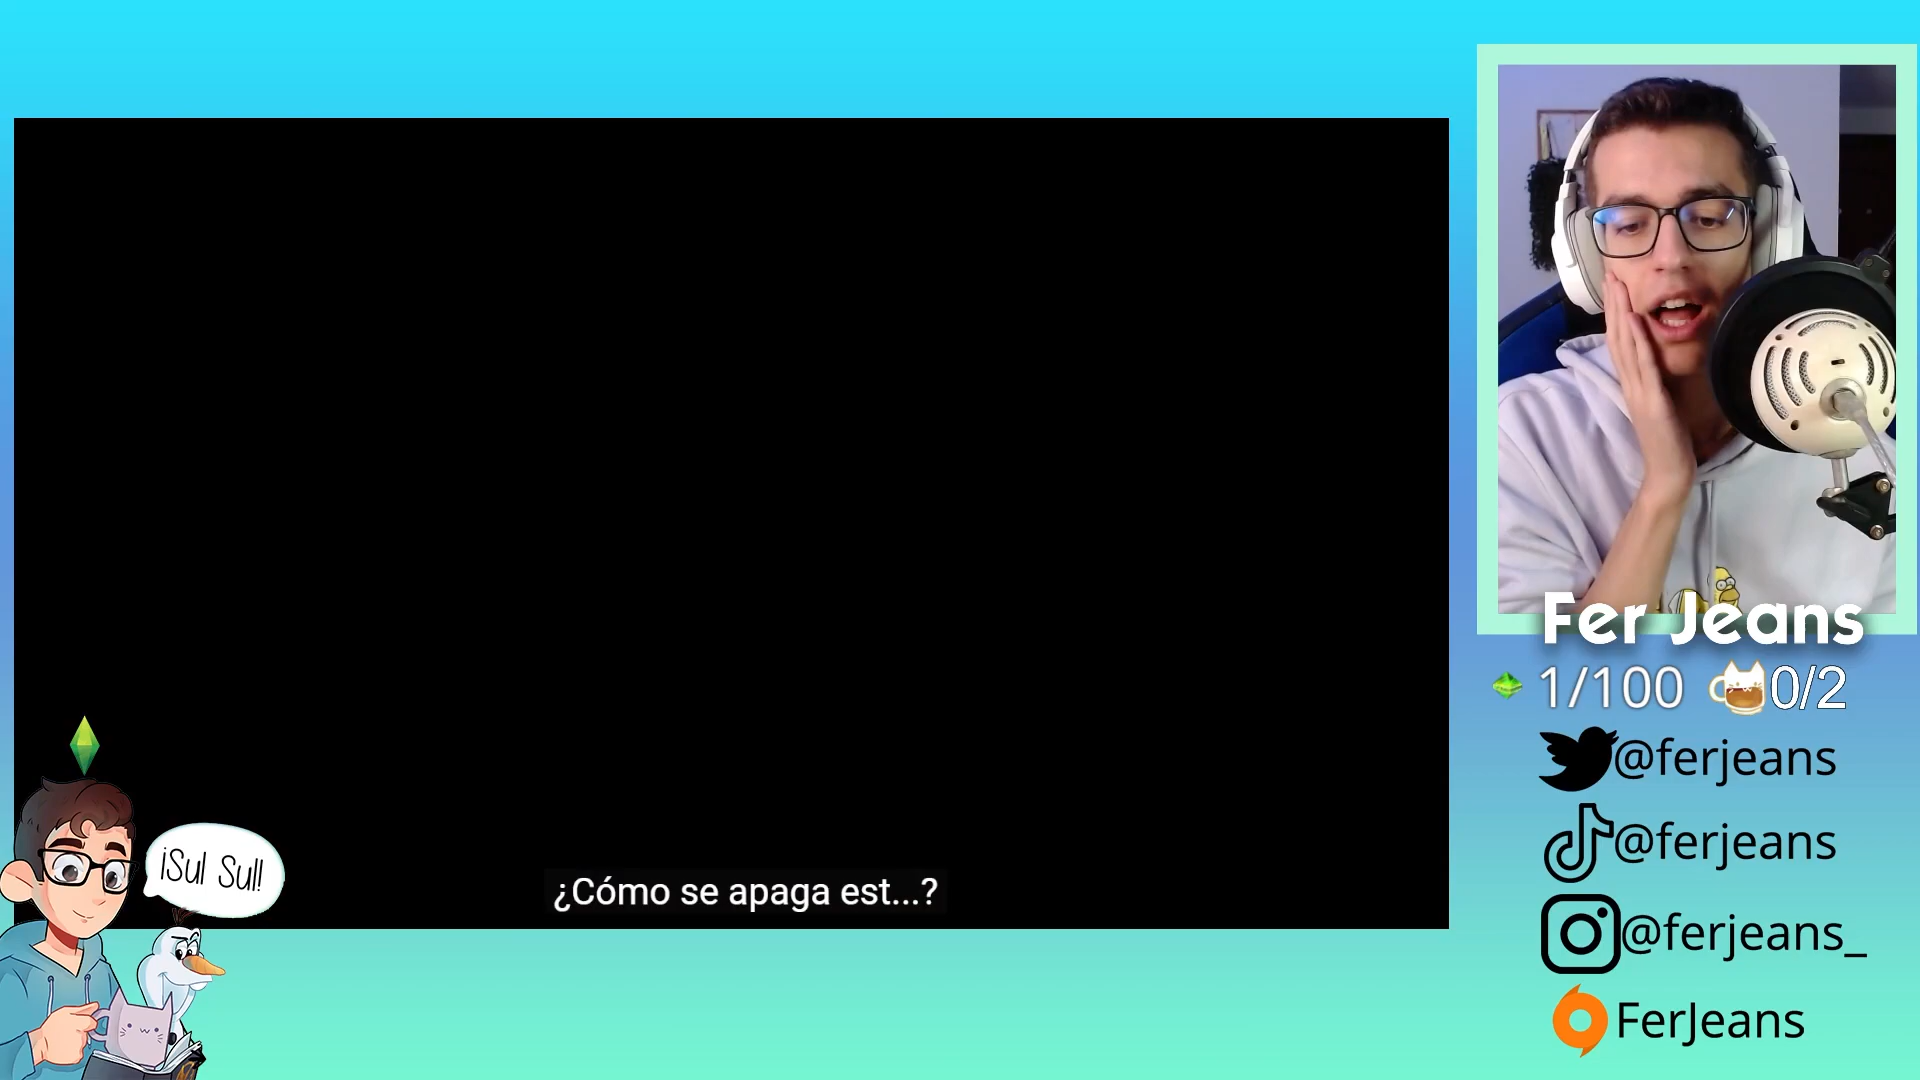 ¡Sul Sul!
¿Cómo se apaga est...?
Fer Jeans
1/100 0/2
@ferjeans
@ferjeans
@ferjeans_
FerJeans